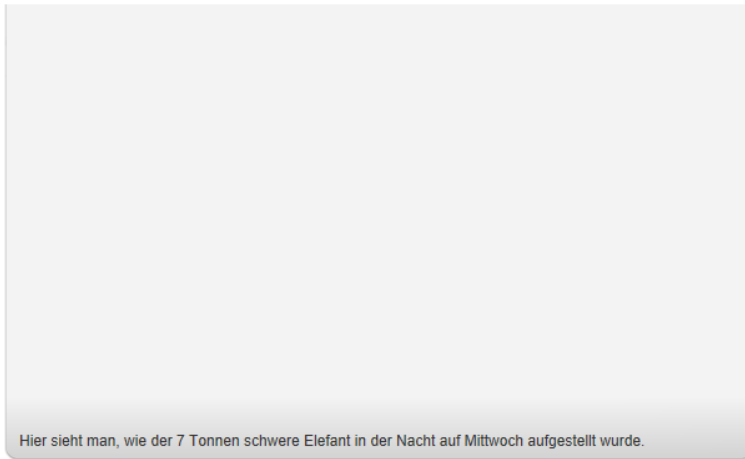 Hier sieht man, wie der 7 Tonnen schwere Elefant in der Nacht auf Mittwoch aufgestellt wurde.